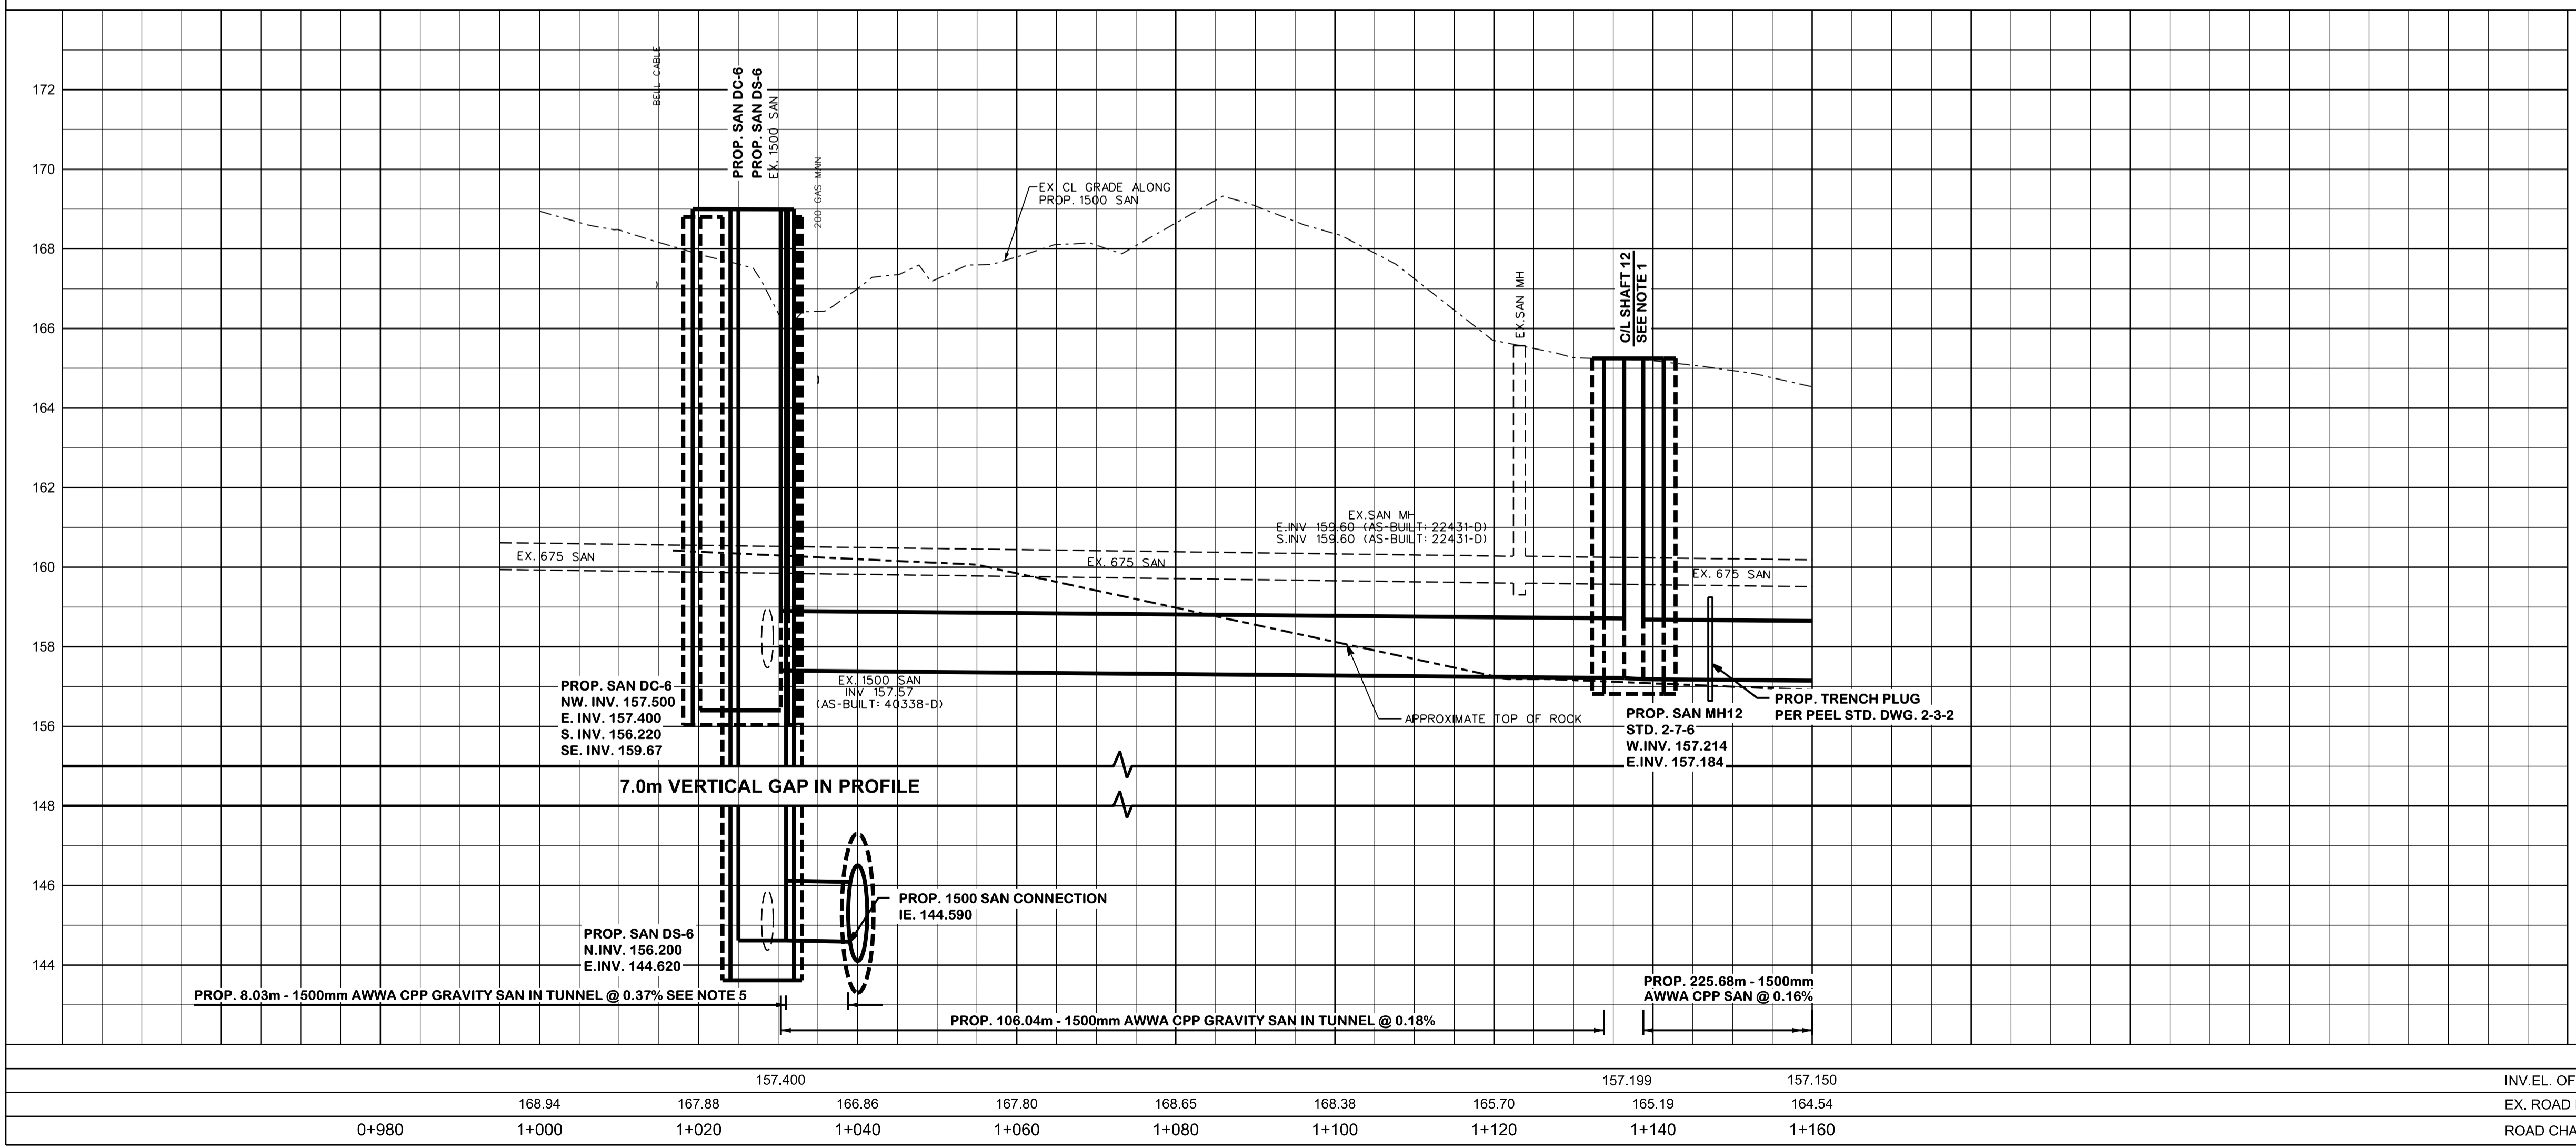 BELL CABLE
PROP. SAN DC-6
PROP. SAN DS-6
EX. 1500 SAN
200 GAS MAIN
172
170
168
166
164
162
160
158
156
148
146
144
EX. CL GRADE ALONG
PROP. 1500 SAN
EX.SAN MH
C/L SHAFT 12
SEE NOTE 1
EX.SAN MH
E.INV 159.60 (AS-BUILT: 22431-D)
S.INV 159.60 (AS-BUILT: 22431-D)
EX. 675 SAN
EX. 675 SAN
EX. 675 SAN
PROP. SAN DC-6
NW. INV. 157.500
E. INV. 157.400
S. INV. 156.220
SE. INV. 159.67
EX. 1500 SAN
INV 157.57
(AS-BUILT: 40338-D)
APPROXIMATE TOP OF ROCK
PROP. SAN MH12
STD. 2-7-6
W.INV. 157.214
E.INV. 157.184
PROP. TRENCH PLUG
PER PEEL STD. DWG. 2-3-2
7.0m VERTICAL GAP IN PROFILE
PROP. 1500 SAN CONNECTION
IE. 144.590
PROP. SAN DS-6
N.INV. 156.200
E.INV. 144.620
PROP. 8.03m - 1500mm AWWA CPP GRAVITY SAN IN TUNNEL @ 0.37% SEE NOTE 5
PROP. 106.04m - 1500mm AWWA CPP GRAVITY SAN IN TUNNEL @ 0.18%
PROP. 225.68m - 1500mm
AWWA CPP SAN @ 0.16%
157.400 157.199 157.150 INV.EL. OF
168.94 167.88 166.86 167.80 168.65 168.38 165.70 165.19 164.54 EX. ROAD
0+980 1+000 1+020 1+040 1+060 1+080 1+100 1+120 1+140 1+160 ROAD CHA